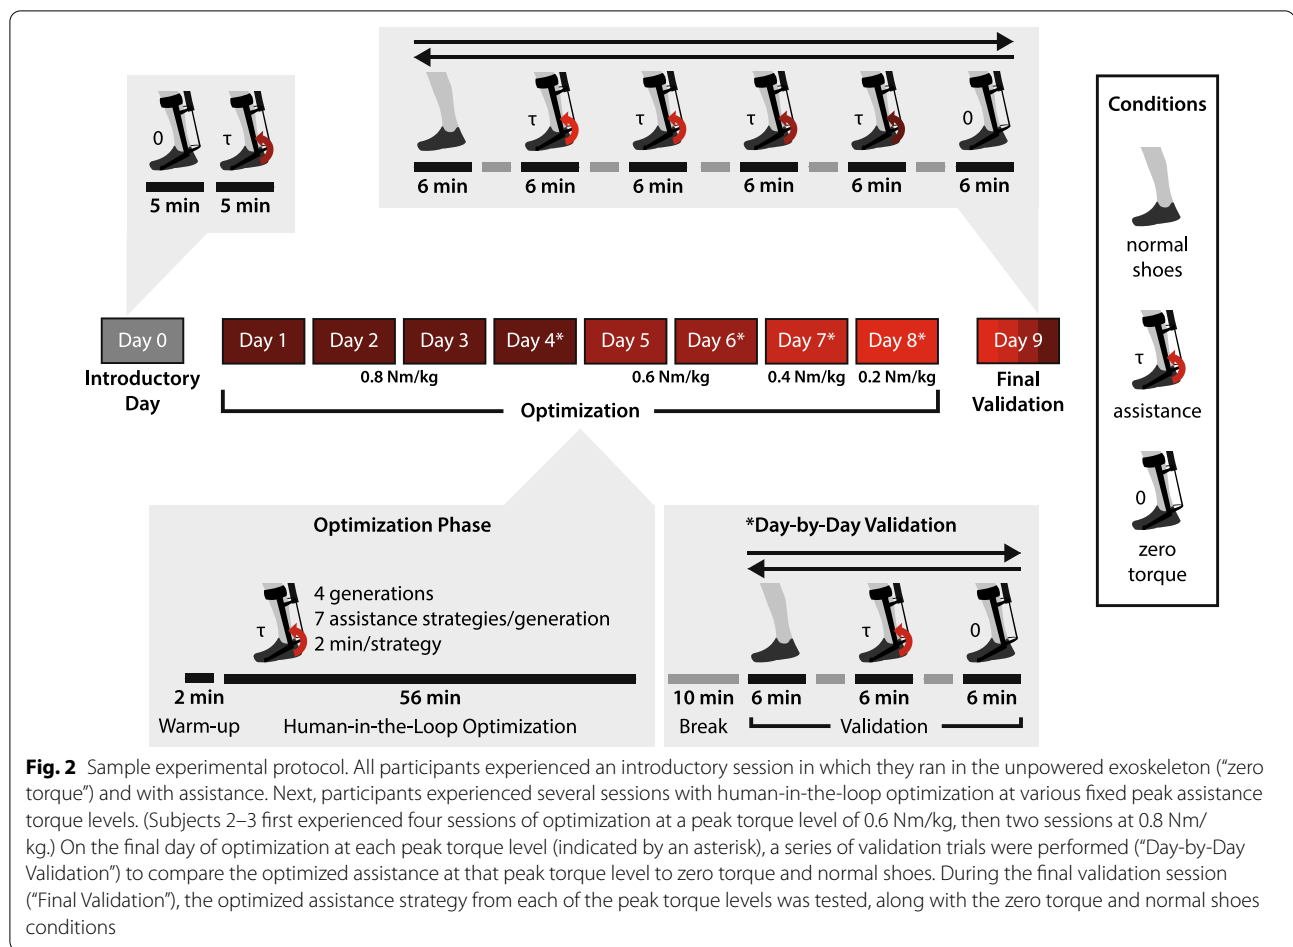 0
τ
5 min
5 min
τ
τ
τ
τ
0
6 min
6 min
6 min
6 min
6 min
6 min
Conditions
normal
shoes
τ
assistance
0
zero
torque
Day 0
Day 1
Day 2
Day 3
Day 4*
Day 5
Day 6*
Day 7*
Day 8*
Day 9
Introductory
Day
0.8 Nm/kg
0.6 Nm/kg
0.4 Nm/kg
0.2 Nm/kg
Optimization
Final
Validation
Optimization Phase
τ
4 generations
7 assistance strategies/generation
2 min/strategy
2 min
56 min
Warm-up
Human-in-the-Loop Optimization
*Day-by-Day Validation
τ
0
10 min
6 min
6 min
6 min
Break
Validation
Fig. 2 Sample experimental protocol. All participants experienced an introductory session in which they ran in the unpowered exoskeleton (“zero
torque”) and with assistance. Next, participants experienced several sessions with human-in-the-loop optimization at various fixed peak assistance
torque levels. (Subjects 2–3 first experienced four sessions of optimization at a peak torque level of 0.6 Nm/kg, then two sessions at 0.8 Nm/
kg.) On the final day of optimization at each peak torque level (indicated by an asterisk), a series of validation trials were performed (“Day-by-Day
Validation”) to compare the optimized assistance at that peak torque level to zero torque and normal shoes. During the final validation session
(“Final Validation”), the optimized assistance strategy from each of the peak torque levels was tested, along with the zero torque and normal shoes
conditions